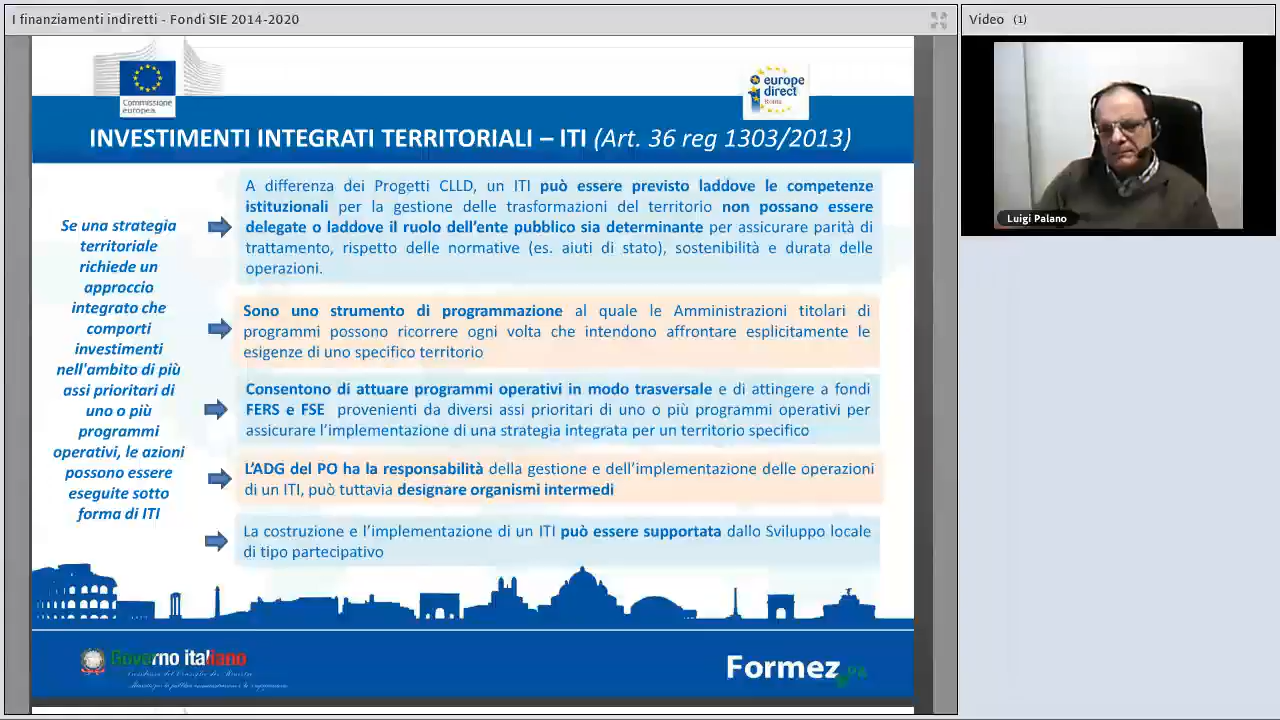 I finanziamenti indiretti - Fondi SIE 2014-2020
Video (1)
Commissione
europea
europe
direct
Roma
INVESTIMENTI INTEGRATI TERRITORIALI – ITI (Art. 36 reg 1303/2013)
Luigi Palano
Se una strategia
territoriale
richiede un
approccio
integrato che
comporti
investimenti
nell'ambito di più
assi prioritari di
uno o più
programmi
operativi, le azioni
possono essere
eseguite sotto
forma di ITI
A differenza dei Progetti CLLD, un ITI può essere previsto laddove le competenze
istituzionali per la gestione delle trasformazioni del territorio non possano essere
delegate o laddove il ruolo dell’ente pubblico sia determinante per assicurare parità di
trattamento, rispetto delle normative (es. aiuti di stato), sostenibilità e durata delle
operazioni.
Sono uno strumento di programmazione al quale le Amministrazioni titolari di
programmi possono ricorrere ogni volta che intendono affrontare esplicitamente le
esigenze di uno specifico territorio
Consentono di attuare programmi operativi in modo trasversale e di attingere a fondi
FERS e FSE provenienti da diversi assi prioritari di uno o più programmi operativi per
assicurare l’implementazione di una strategia integrata per un territorio specifico
L’ADG del PO ha la responsabilità della gestione e dell’implementazione delle operazioni
di un ITI, può tuttavia designare organismi intermedi
La costruzione e l’implementazione di un ITI può essere supportata dallo Sviluppo locale
di tipo partecipativo
Governo italiano
Formez PA